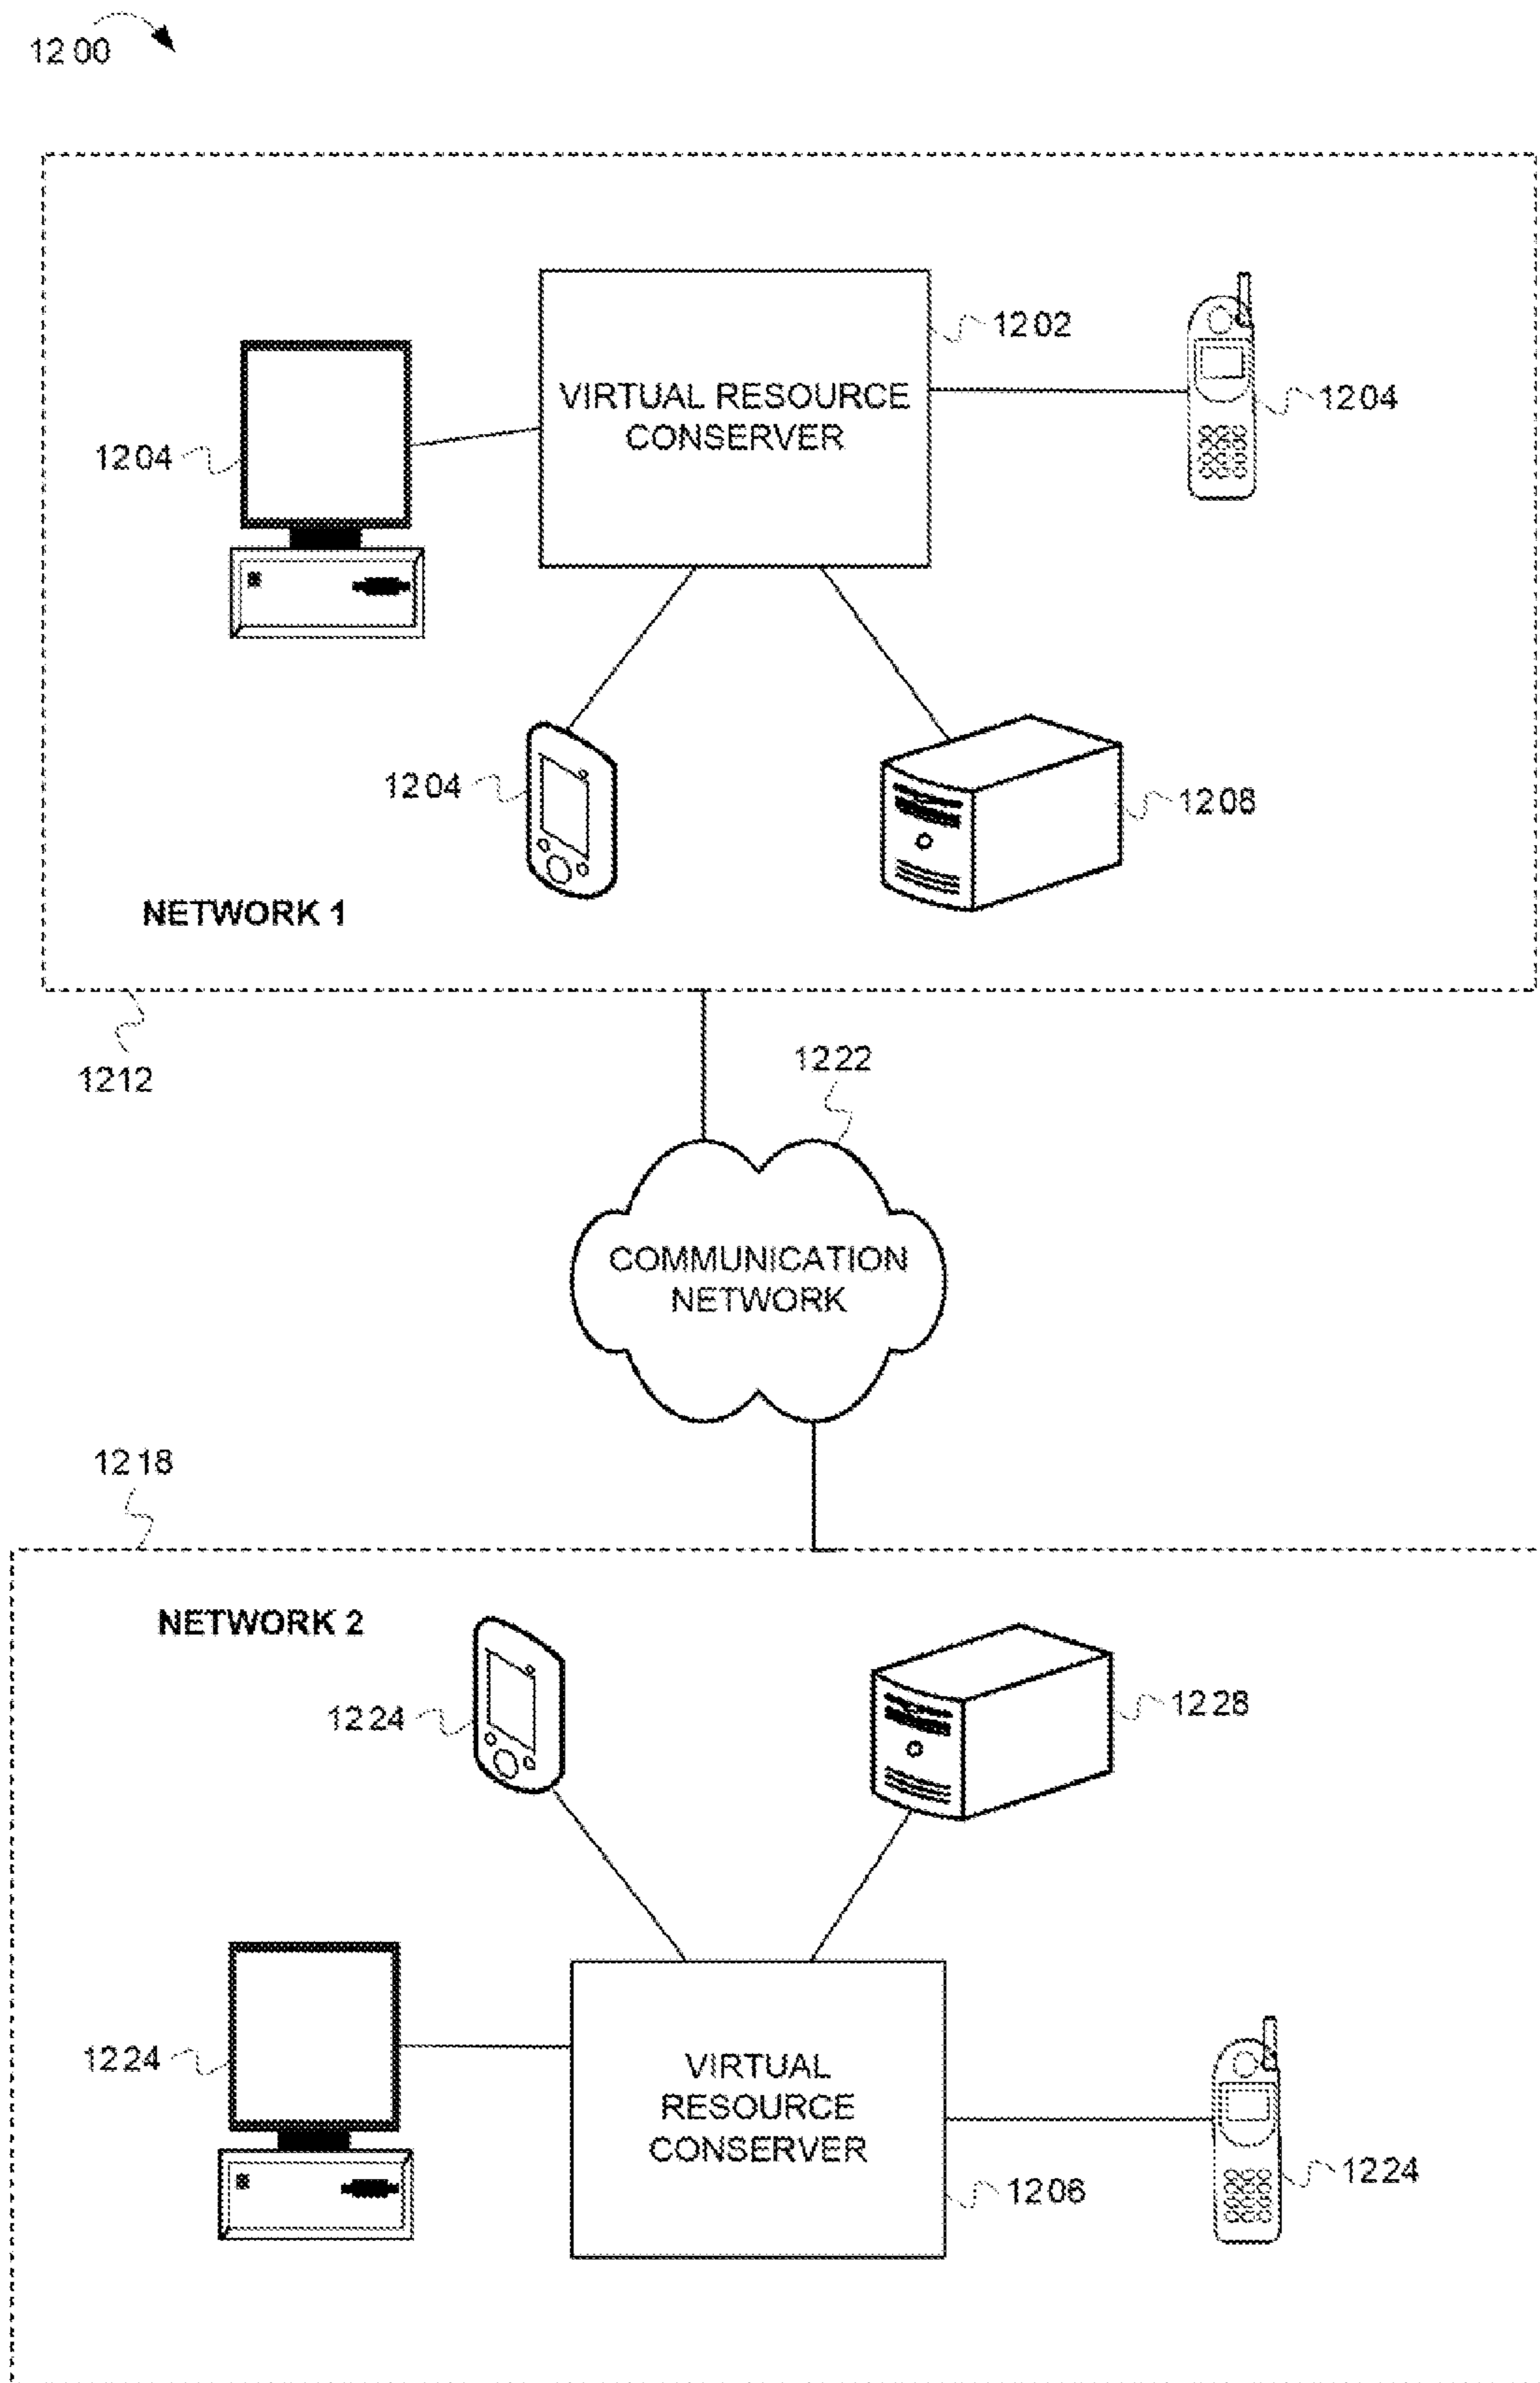 1200
1202
VIRTUAL RESOURCE
CONSERVER
1204
1204
1204
1208
NETWORK 1
1212
1222
COMMUNICATION
NETWORK
1218
NETWORK 2
1224
1228
1224
VIRTUAL
RESOURCE
CONSERVER
1206
1224